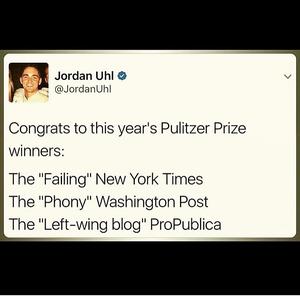 Jordan Uhl
@JordanUhl
Congrats to this year's Pulitzer Prize
winners:
The "Failing" New York Times
The "Phony" Washington Post
The "Left-wing blog" ProPublica